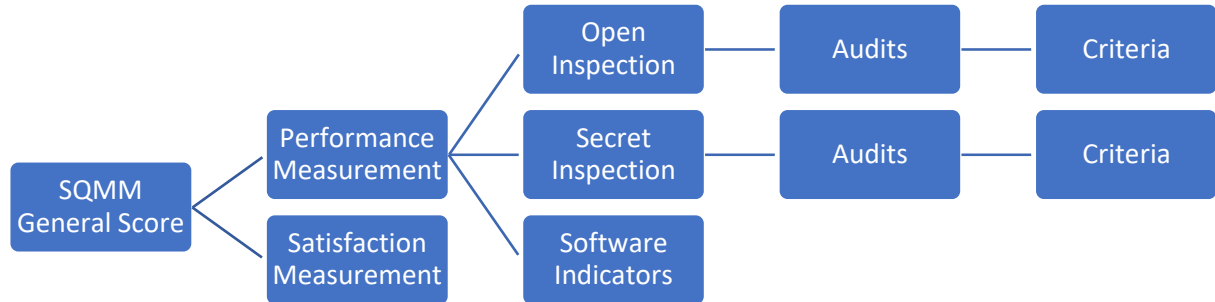 Open
Inspection
Audits
Criteria
Performance
Measurement
Secret
Inspection
Audits
Criteria
SQMM
General Score
Satisfaction
Measurement
Software
Indicators